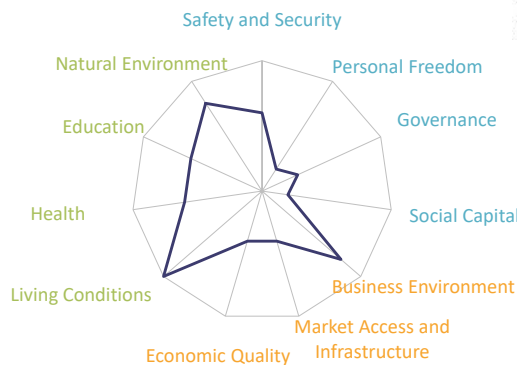 Safety and Security
Natural Environment
Personal Freedom
Education
Governance
Health
Social Capital
Living Conditions
Business Environment
Market Access and
Infrastructure
Economic Quality